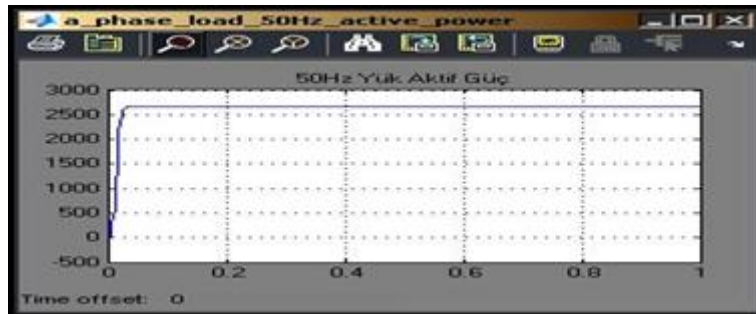 a_phase_load_50Hz_active_power
50Hz Yük Aktif Güç
3000
2500
2000
1500
1000
500
0
-500
0 0.2 0.4 0.6 0.8 1
Time offset: 0